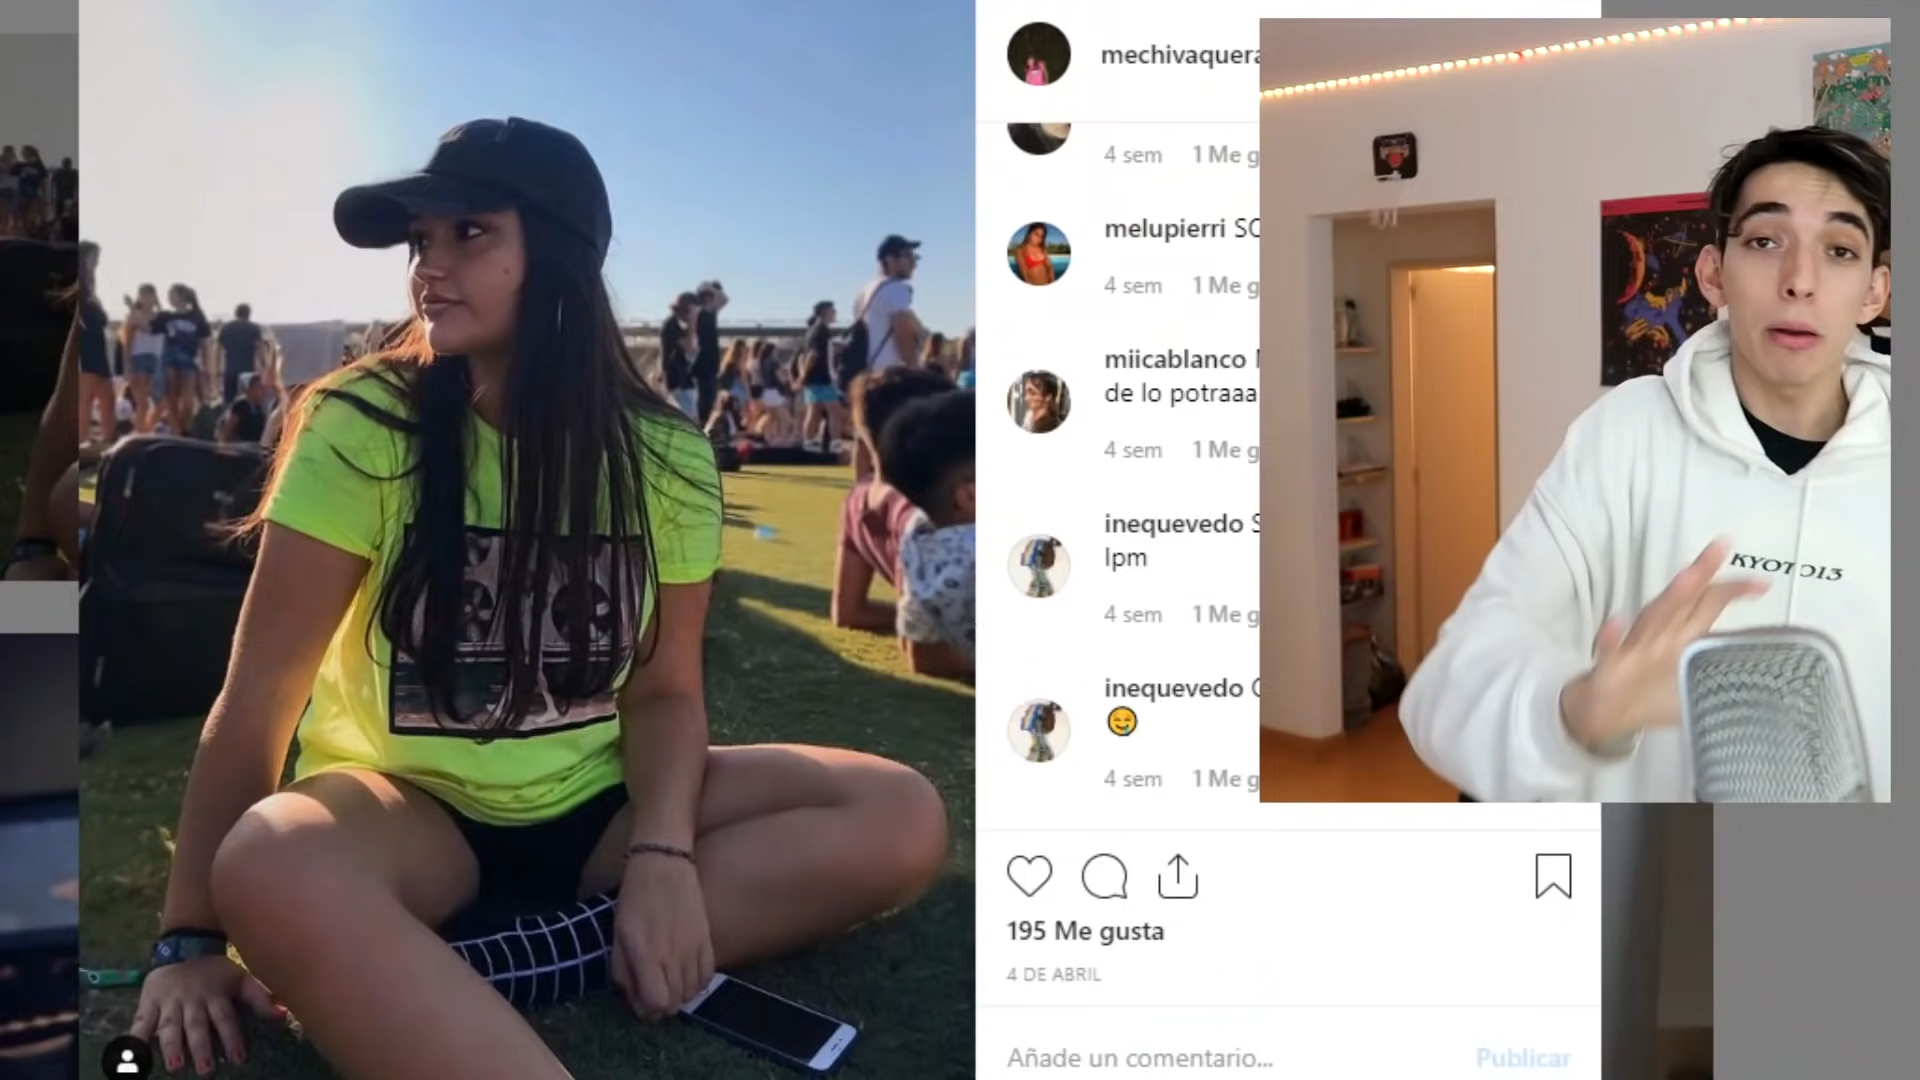 mechivaquera
4 sem 1 Me g
melupierri
4 sem 1 Me g
miicablanco
de lo potraaa
4 sem 1 Me g
inequevedo
lpm
4 sem 1 Me g
inequevedo
4 sem 1 Me g
195 Me gusta
4 DE ABRIL
Añade un comentario...
Publicar
KYOTO13